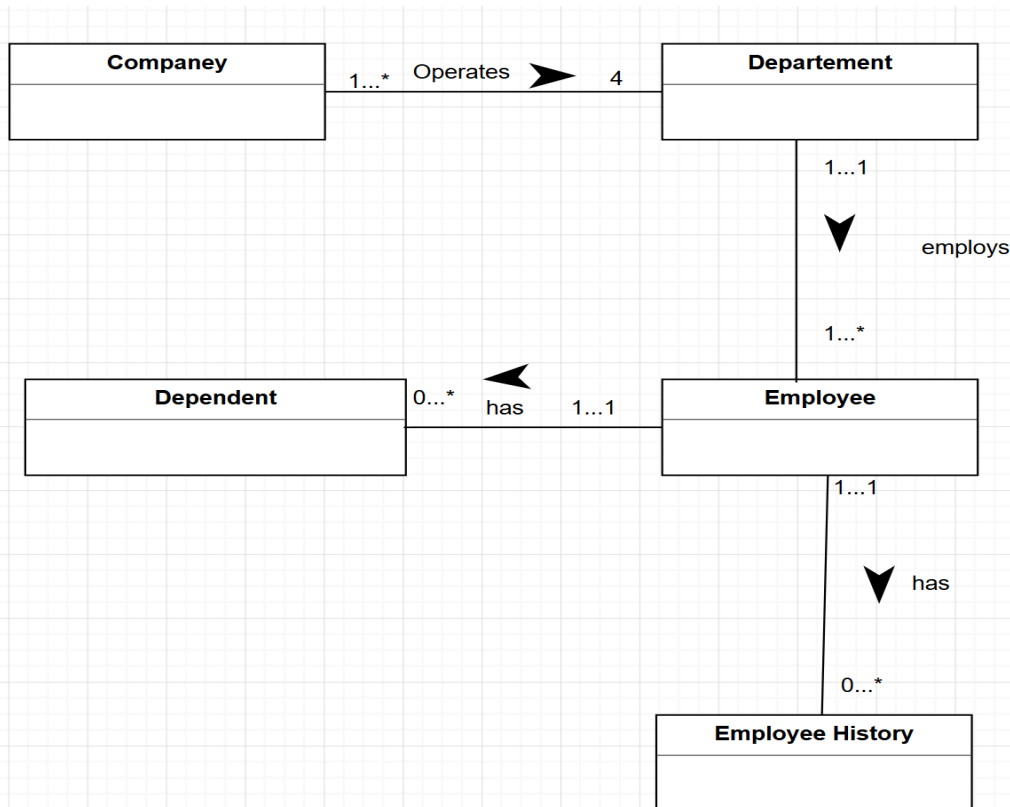 Companey
1...*
Operates
4
Departement
1...1
employs
1...*
Dependent
0...*
has
1...1
Employee
1...1
has
0...*
Employee History